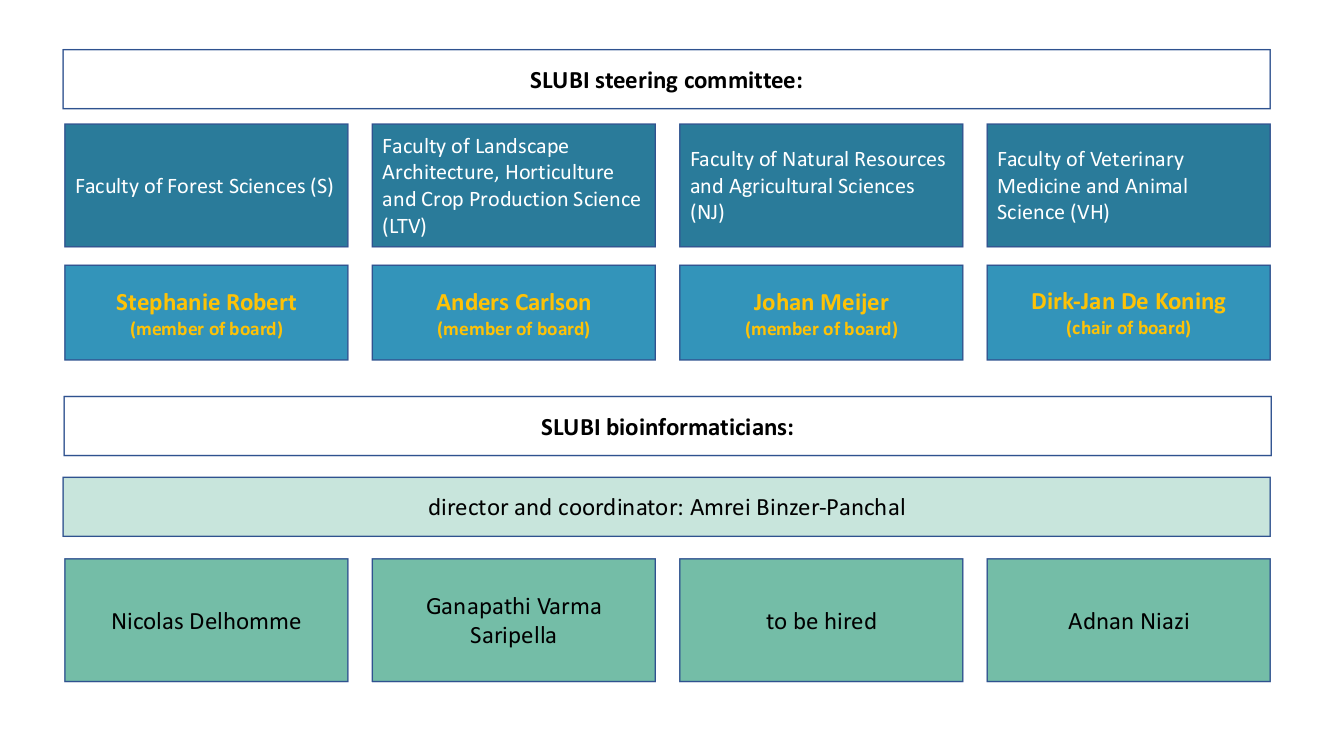 SLUBI steering committee:
Faculty of Forest Sciences (S)
Faculty of Landscape
Architecture, Horticulture
and Crop Production Science
(LTV)
Faculty of Natural Resources
and Agricultural Sciences
(NJ)
Faculty of Veterinary
Medicine and Animal
Science (VH)
Stephanie Robert
(member of board)
Anders Carlson
(member of board)
Johan Meijer
(member of board)
Dirk-Jan De Koning
(chair of board)
SLUBI bioinformaticians:
director and coordinator: Amrei Binzer-Panchal
Nicolas Delhomme
Ganapathi Varma
Saripella
to be hired
Adnan Niazi